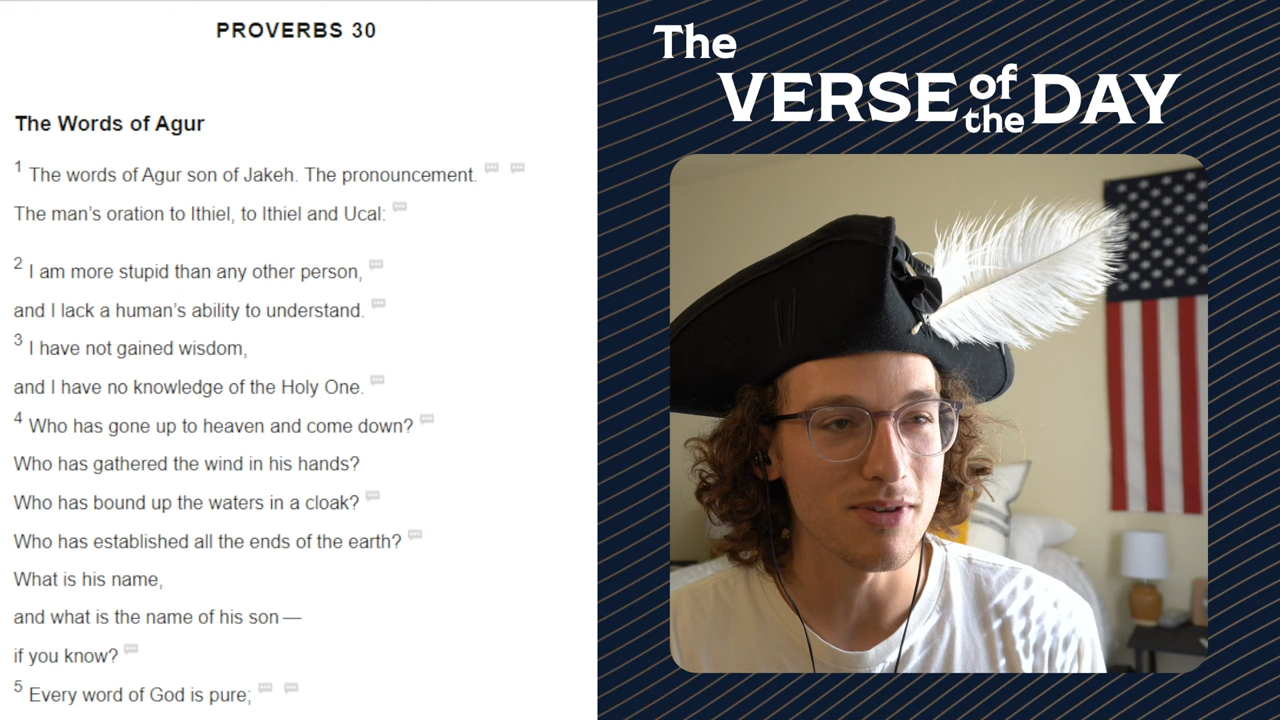 PROVERBS 30
The Words of Agur
1 The words of Agur son of Jakeh. The pronouncement.
The man’s oration to Ithiel, to Ithiel and Ucal:
2 I am more stupid than any other person,
and I lack a human’s ability to understand.
3 I have not gained wisdom,
and I have no knowledge of the Holy One.
4 Who has gone up to heaven and come down?
Who has gathered the wind in his hands?
Who has bound up the waters in a cloak?
Who has established all the ends of the earth?
What is his name,
and what is the name of his son —
if you know?
5 Every word of God is pure;
The
VERSE of the DAY